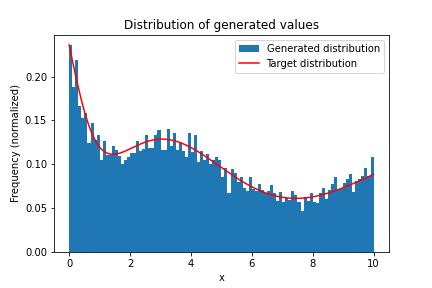 Distribution of generated values
Generated distribution
Target distribution
Frequency (normalized)
0.20
0.15
0.10
0.05
0.00
0
2
4
6
8
10
x